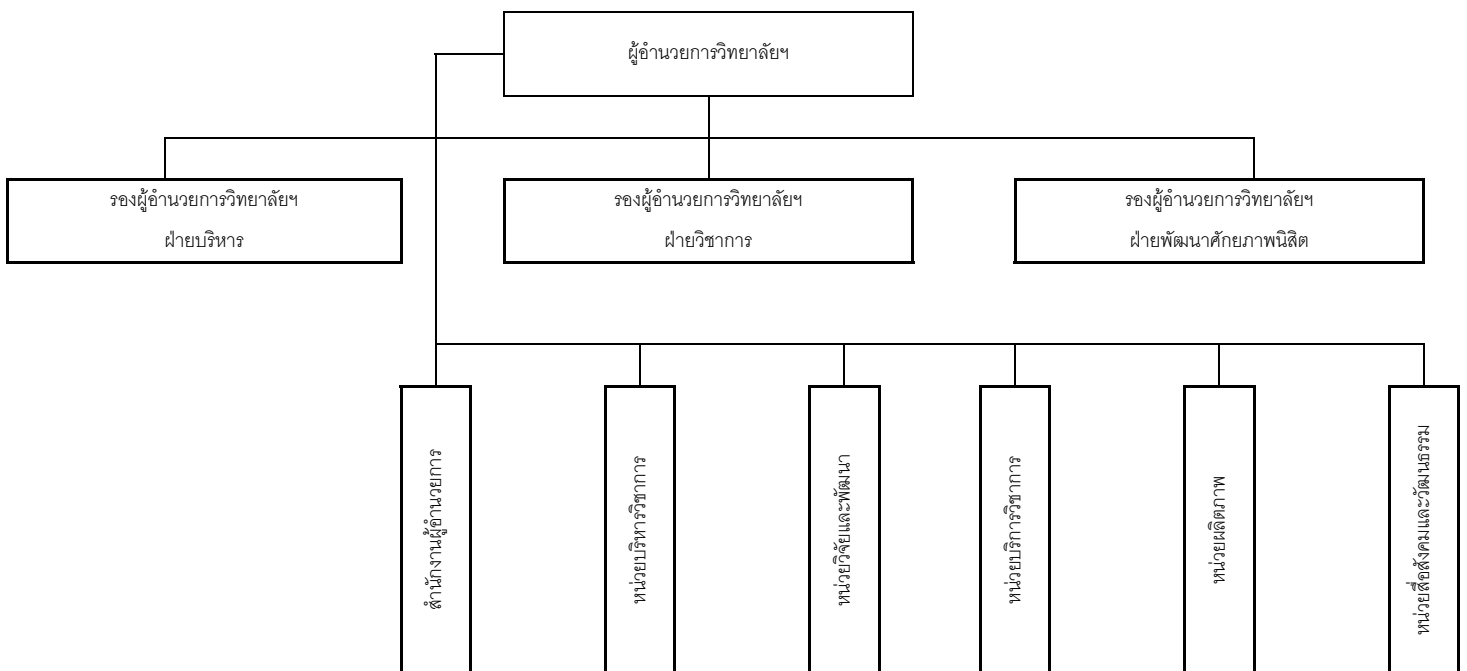 ผู้อำนวยการวิทยาลัยฯ
รองผู้อำนวยการวิทยาลัยฯ
ฝ่ายบริหาร
รองผู้อำนวยการวิทยาลัยฯ
ฝ่ายวิชาการ
รองผู้อำนวยการวิทยาลัยฯ
ฝ่ายพัฒนาศักยภาพนิสิต
สำนักงานผู้อำนวยการ
หน่วยบริหารวิชาการ
หน่วยวิจัยและพัฒนา
หน่วยบริการวิชาการ
หน่วยผลิตภาพ
หน่วยสื่อสังคมและวัฒนธรรม